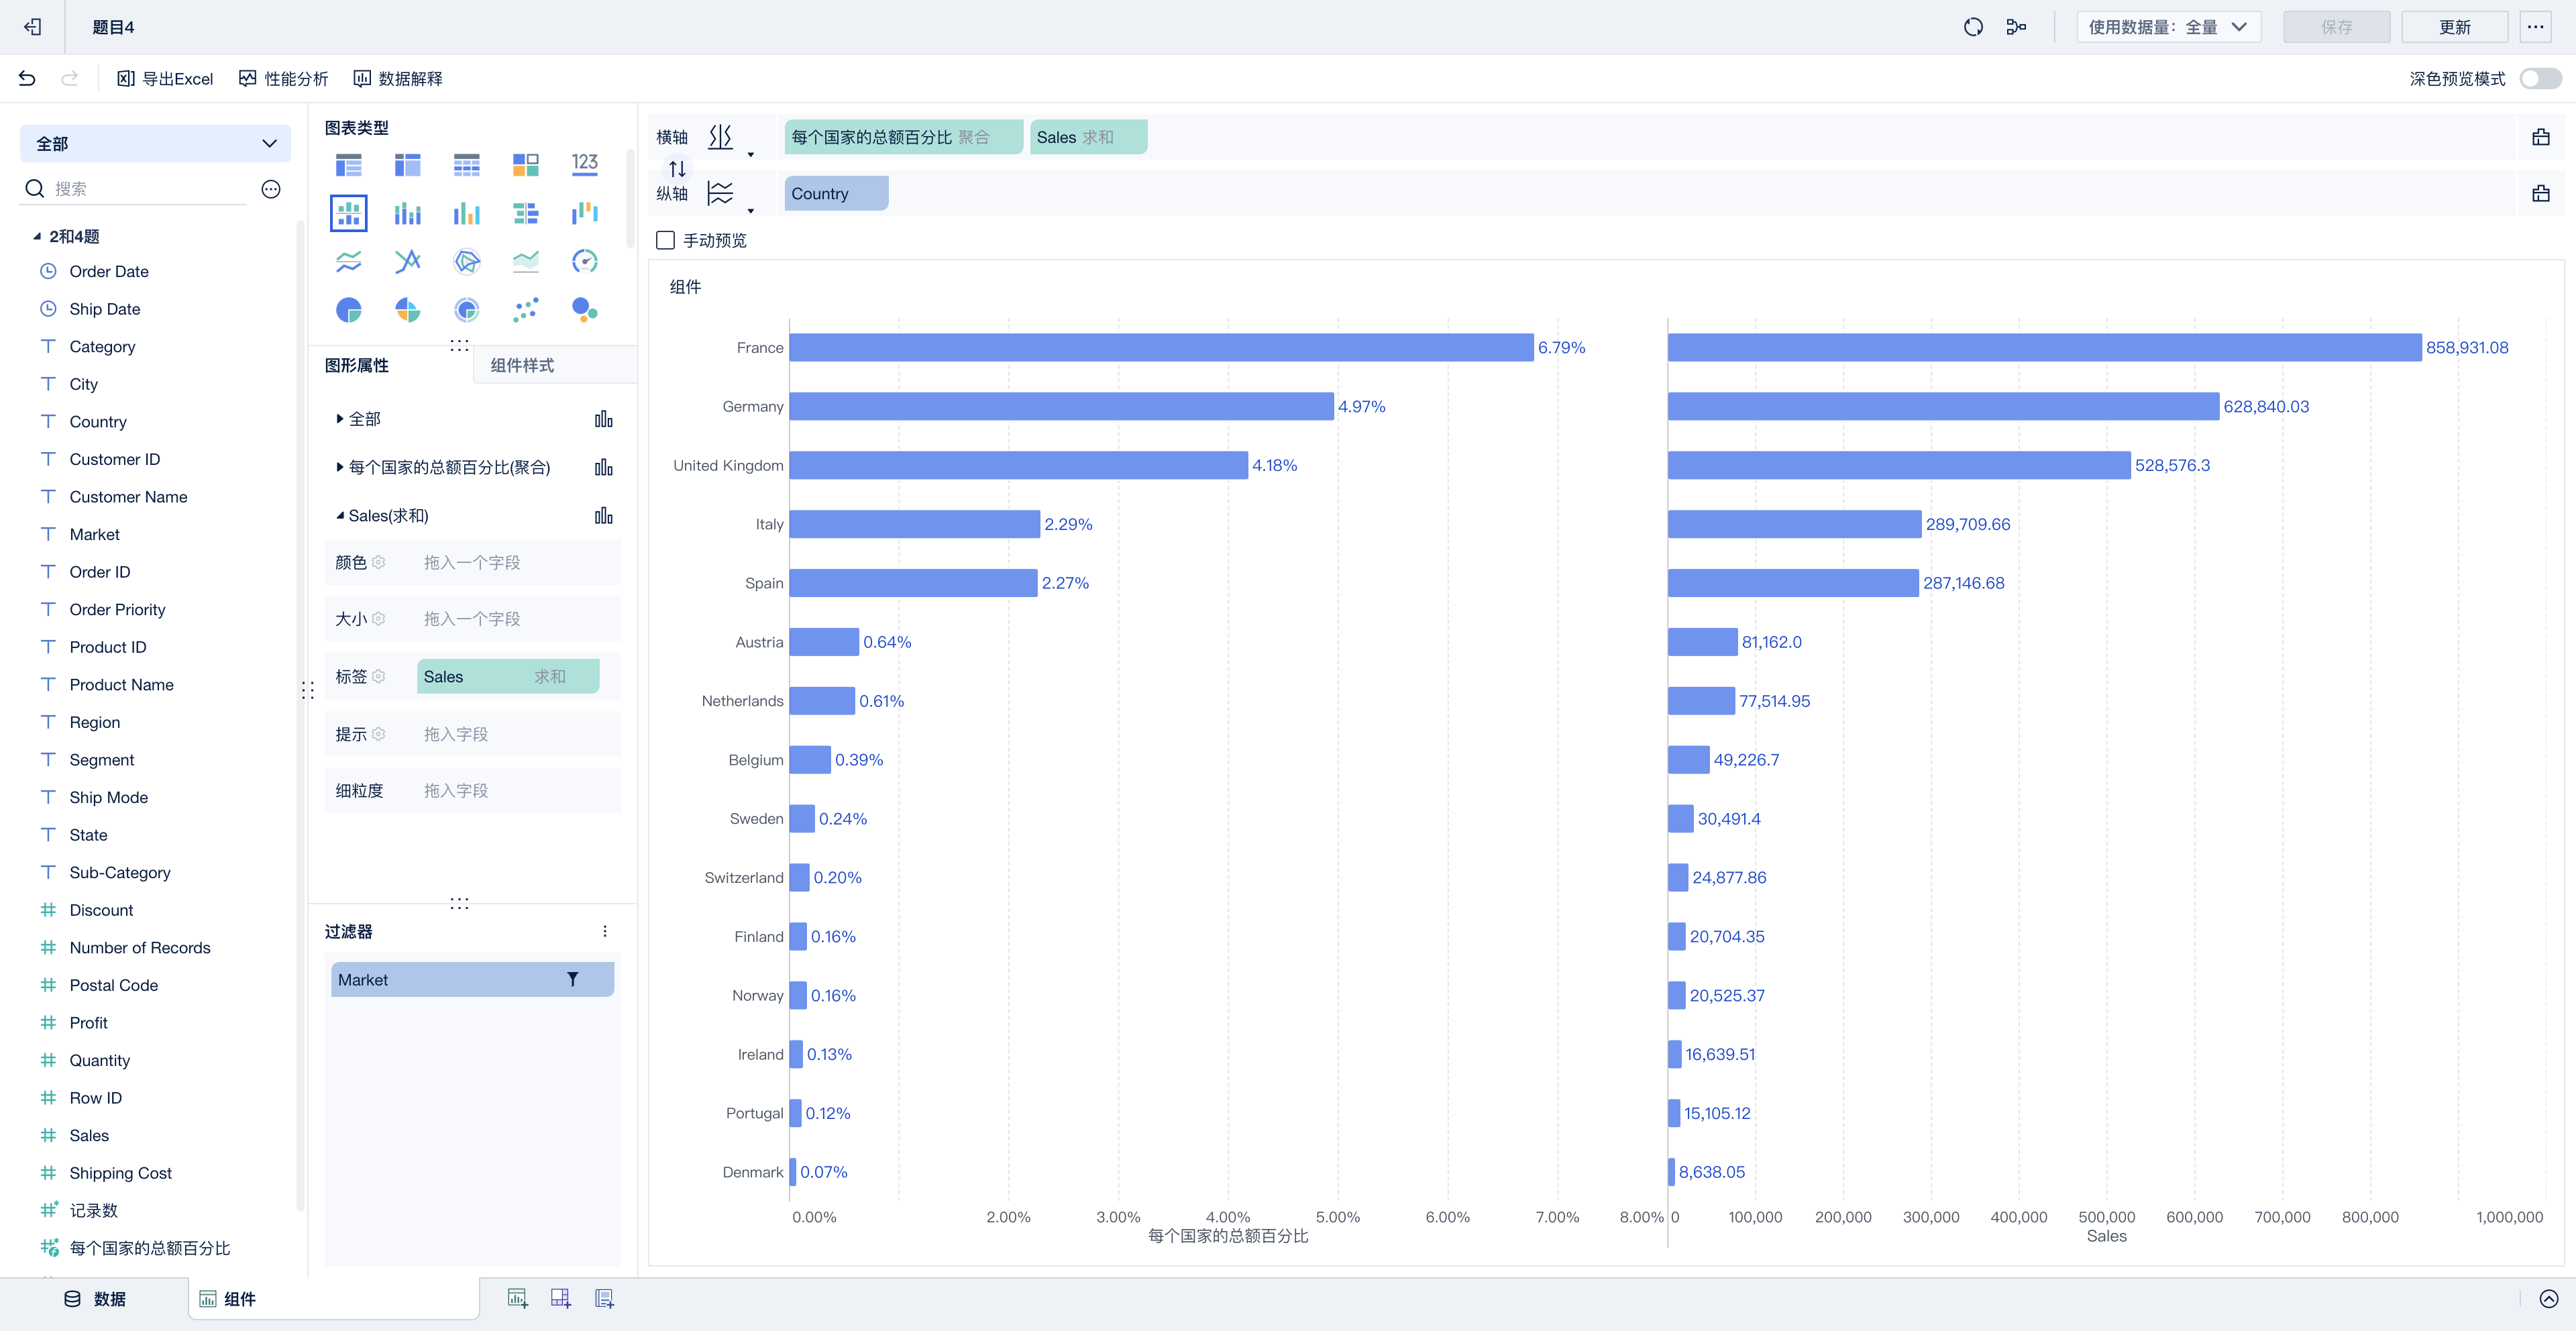 题目4
使用数据量：全量
保存
更新
导出Excel
性能分析
数据解释
深色预览模式
全部
搜索
2和4题
Order Date
Ship Date
Category
City
Country
Customer ID
Customer Name
Market
Order ID
Order Priority
Product ID
Product Name
Region
Segment
Ship Mode
State
Sub-Category
Discount
Number of Records
Postal Code
Profit
Quantity
Row ID
Sales
Shipping Cost
记录数
每个国家的总额百分比
图表类型
123
图形属性
组件样式
全部
每个国家的总额百分比(聚合)
Sales(求和)
颜色 拖入一个字段
大小 拖入一个字段
标签 Sales 求和
提示 拖入字段
细粒度 拖入字段
过滤器
Market
横轴 每个国家的总额百分比 聚合 Sales 求和
纵轴 Country
手动预览
组件
France 6.79% 858,931.08
Germany 4.97% 628,840.03
United Kingdom 4.18% 528,576.3
Italy 2.29% 289,709.66
Spain 2.27% 287,146.68
Austria 0.64% 81,162.0
Netherlands 0.61% 77,514.95
Belgium 0.39% 49,226.7
Sweden 0.24% 30,491.4
Switzerland 0.20% 24,877.86
Finland 0.16% 20,704.35
Norway 0.16% 20,525.37
Ireland 0.13% 16,639.51
Portugal 0.12% 15,105.12
Denmark 0.07% 8,638.05
0.00% 2.00% 3.00% 4.00% 5.00% 6.00% 7.00% 8.00% 0 100,000 200,000 300,000 400,000 500,000 600,000 700,000 800,000 1,000,000
每个国家的总额百分比 Sales
数据
组件